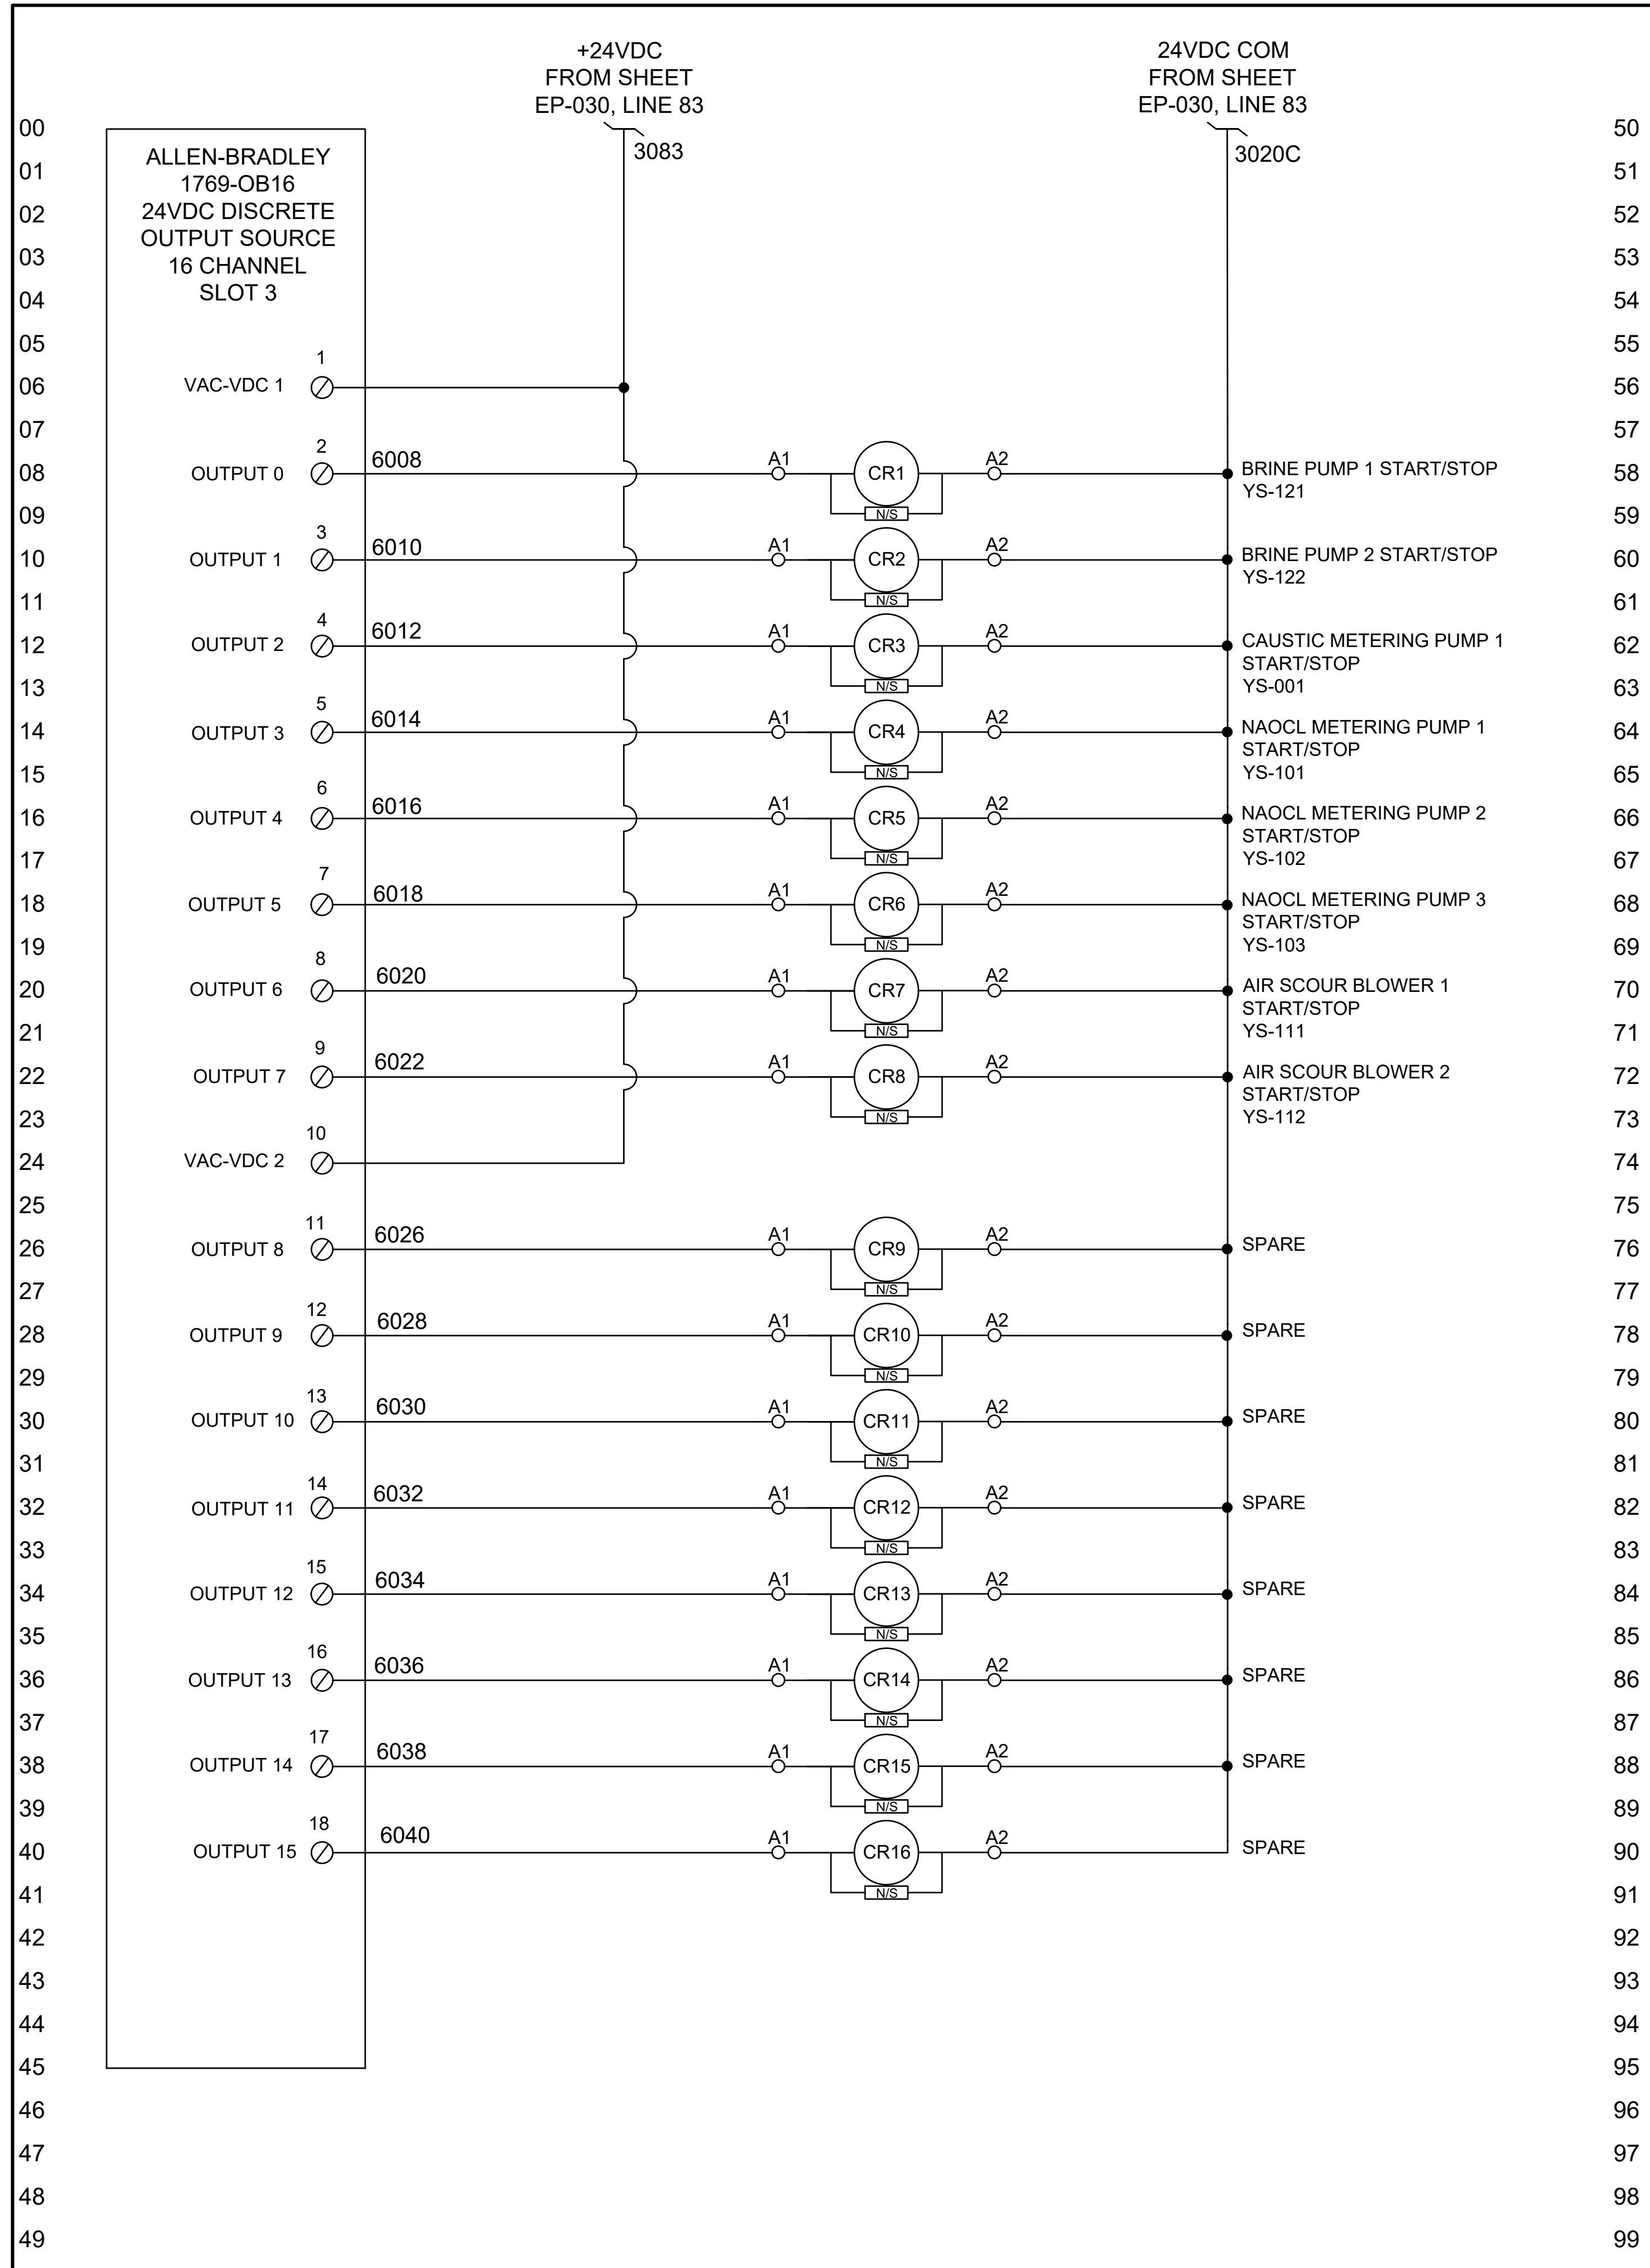 +24VDC
FROM SHEET
EP-030, LINE 83
24VDC COM
FROM SHEET
EP-030, LINE 83
00
3083
3020C
50
ALLEN-BRADLEY
1769-OB16
24VDC DISCRETE
OUTPUT SOURCE
16 CHANNEL
SLOT 3
01
51
02
52
03
53
04
54
05
55
1
06
VAC-VDC 1
56
07
57
2
08
OUTPUT 0
6008
A1
CR1
A2
N/S
BRINE PUMP 1 START/STOP
YS-121
58
09
59
3
10
OUTPUT 1
6010
A1
CR2
A2
N/S
BRINE PUMP 2 START/STOP
YS-122
60
11
61
4
12
OUTPUT 2
6012
A1
CR3
A2
N/S
CAUSTIC METERING PUMP 1
START/STOP
YS-001
62
13
63
5
14
OUTPUT 3
6014
A1
CR4
A2
N/S
NAOCL METERING PUMP 1
START/STOP
YS-101
64
15
65
6
16
OUTPUT 4
6016
A1
CR5
A2
N/S
NAOCL METERING PUMP 2
START/STOP
YS-102
66
17
67
7
18
OUTPUT 5
6018
A1
CR6
A2
N/S
NAOCL METERING PUMP 3
START/STOP
YS-103
68
19
69
8
20
OUTPUT 6
6020
A1
CR7
A2
N/S
AIR SCOUR BLOWER 1
START/STOP
YS-111
70
21
71
9
22
OUTPUT 7
6022
A1
CR8
A2
N/S
AIR SCOUR BLOWER 2
START/STOP
YS-112
72
23
73
10
24
VAC-VDC 2
74
25
75
11
26
OUTPUT 8
6026
A1
CR9
A2
N/S
SPARE
76
27
77
12
28
OUTPUT 9
6028
A1
CR10
A2
N/S
SPARE
78
29
79
13
30
OUTPUT 10
6030
A1
CR11
A2
N/S
SPARE
80
31
81
14
32
OUTPUT 11
6032
A1
CR12
A2
N/S
SPARE
82
33
83
15
34
OUTPUT 12
6034
A1
CR13
A2
N/S
SPARE
84
35
85
16
36
OUTPUT 13
6036
A1
CR14
A2
N/S
SPARE
86
37
87
17
38
OUTPUT 14
6038
A1
CR15
A2
N/S
SPARE
88
39
89
18
40
OUTPUT 15
6040
A1
CR16
A2
N/S
SPARE
90
41
91
42
92
43
93
44
94
45
95
46
96
47
97
48
98
49
99